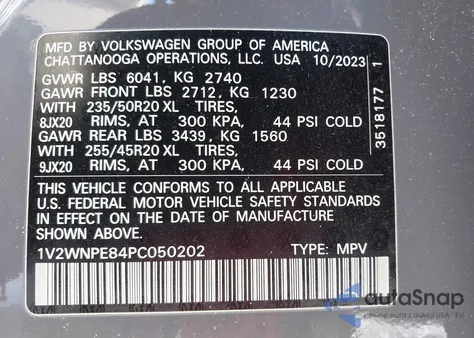 MFD BY VOLKSWAGEN GROUP OF AMERICA
CHATTANOOGA OPERATIONS, LLC. USA 10/2023
GVWR LBS 6041, KG 2740
GAWR FRONT LBS 2712, KG 1230
WITH 235/50R20 XL TIRES,
8JX20 RIMS, AT 300 KPA, 44 PSI COLD
GAWR REAR LBS 3439, KG 1560
WITH 255/45R20 XL TIRES,
9JX20 RIMS, AT 300 KPA, 44 PSI COLD
THIS VEHICLE CONFORMS TO ALL APPLICABLE
U.S. FEDERAL MOTOR VEHICLE SAFETY STANDARDS
IN EFFECT ON THE DATE OF MANUFACTURE
SHOWN ABOVE.
1V2WNPE84PC050202 TYPE: MPV
3518177 1
autoSnap